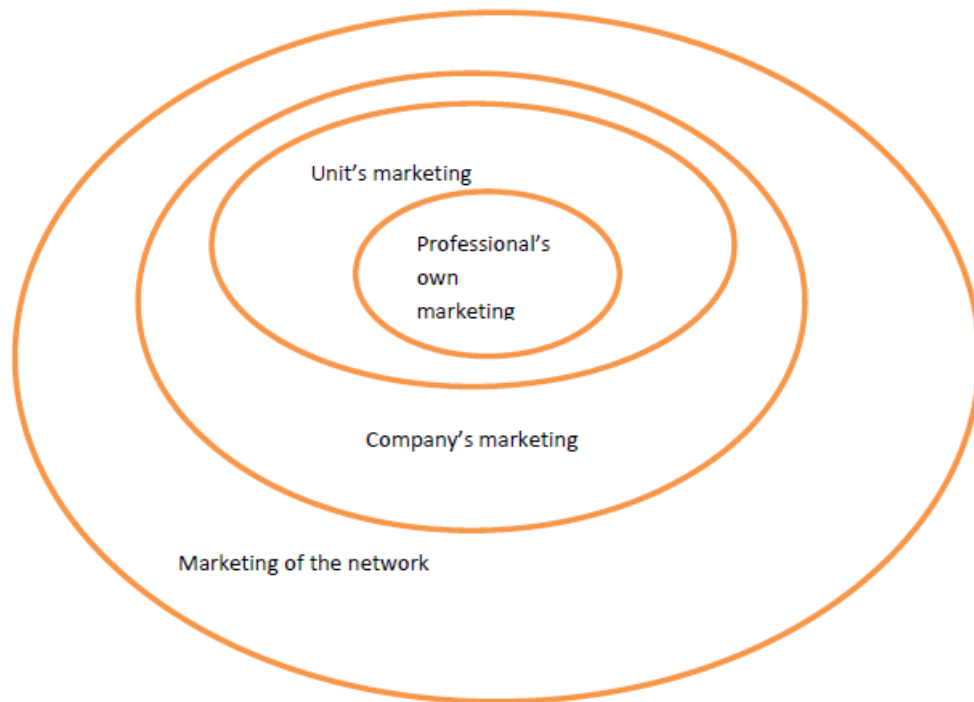 Unit’s marketing
Professional’s
own
marketing
Company’s marketing
Marketing of the network